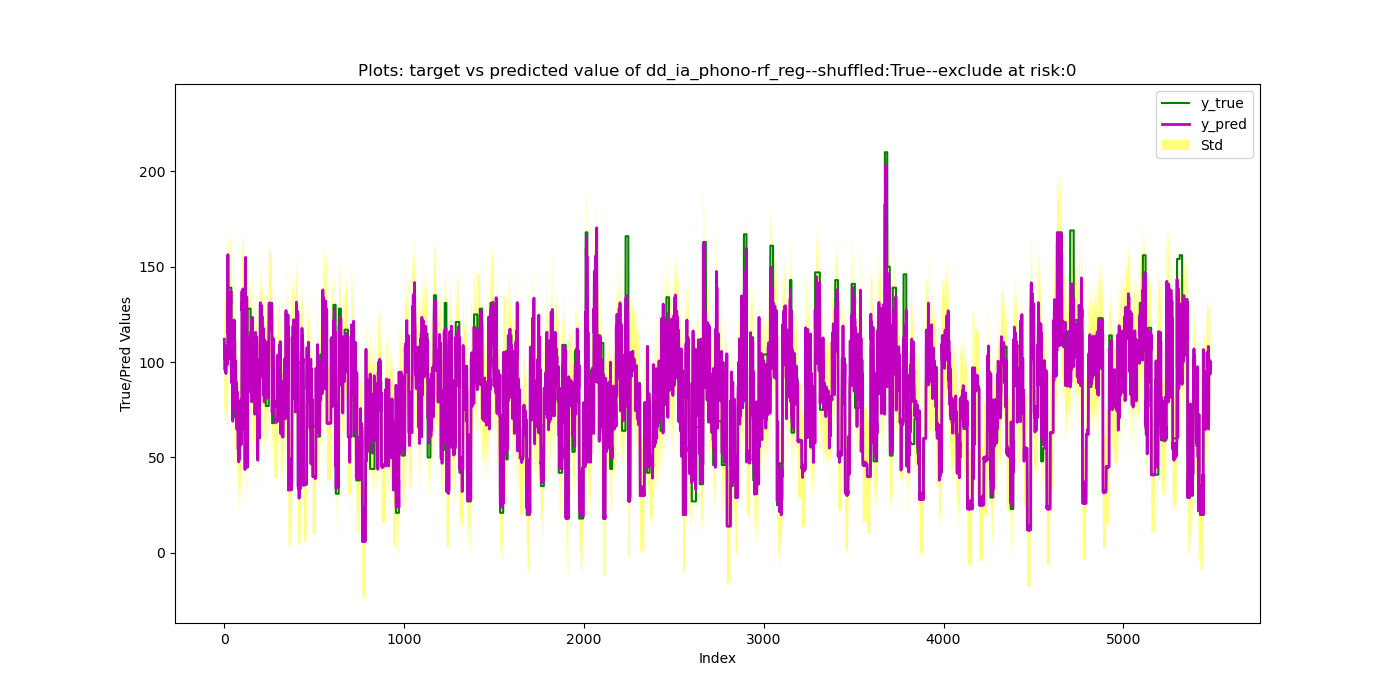 Plots: target vs predicted value of dd_ia_phono-rf_reg--shuffled:True--exclude at risk:0
y_true
y_pred
Std
True/Pred Values
200
150
100
50
0
0 1000 2000 3000 4000 5000
Index